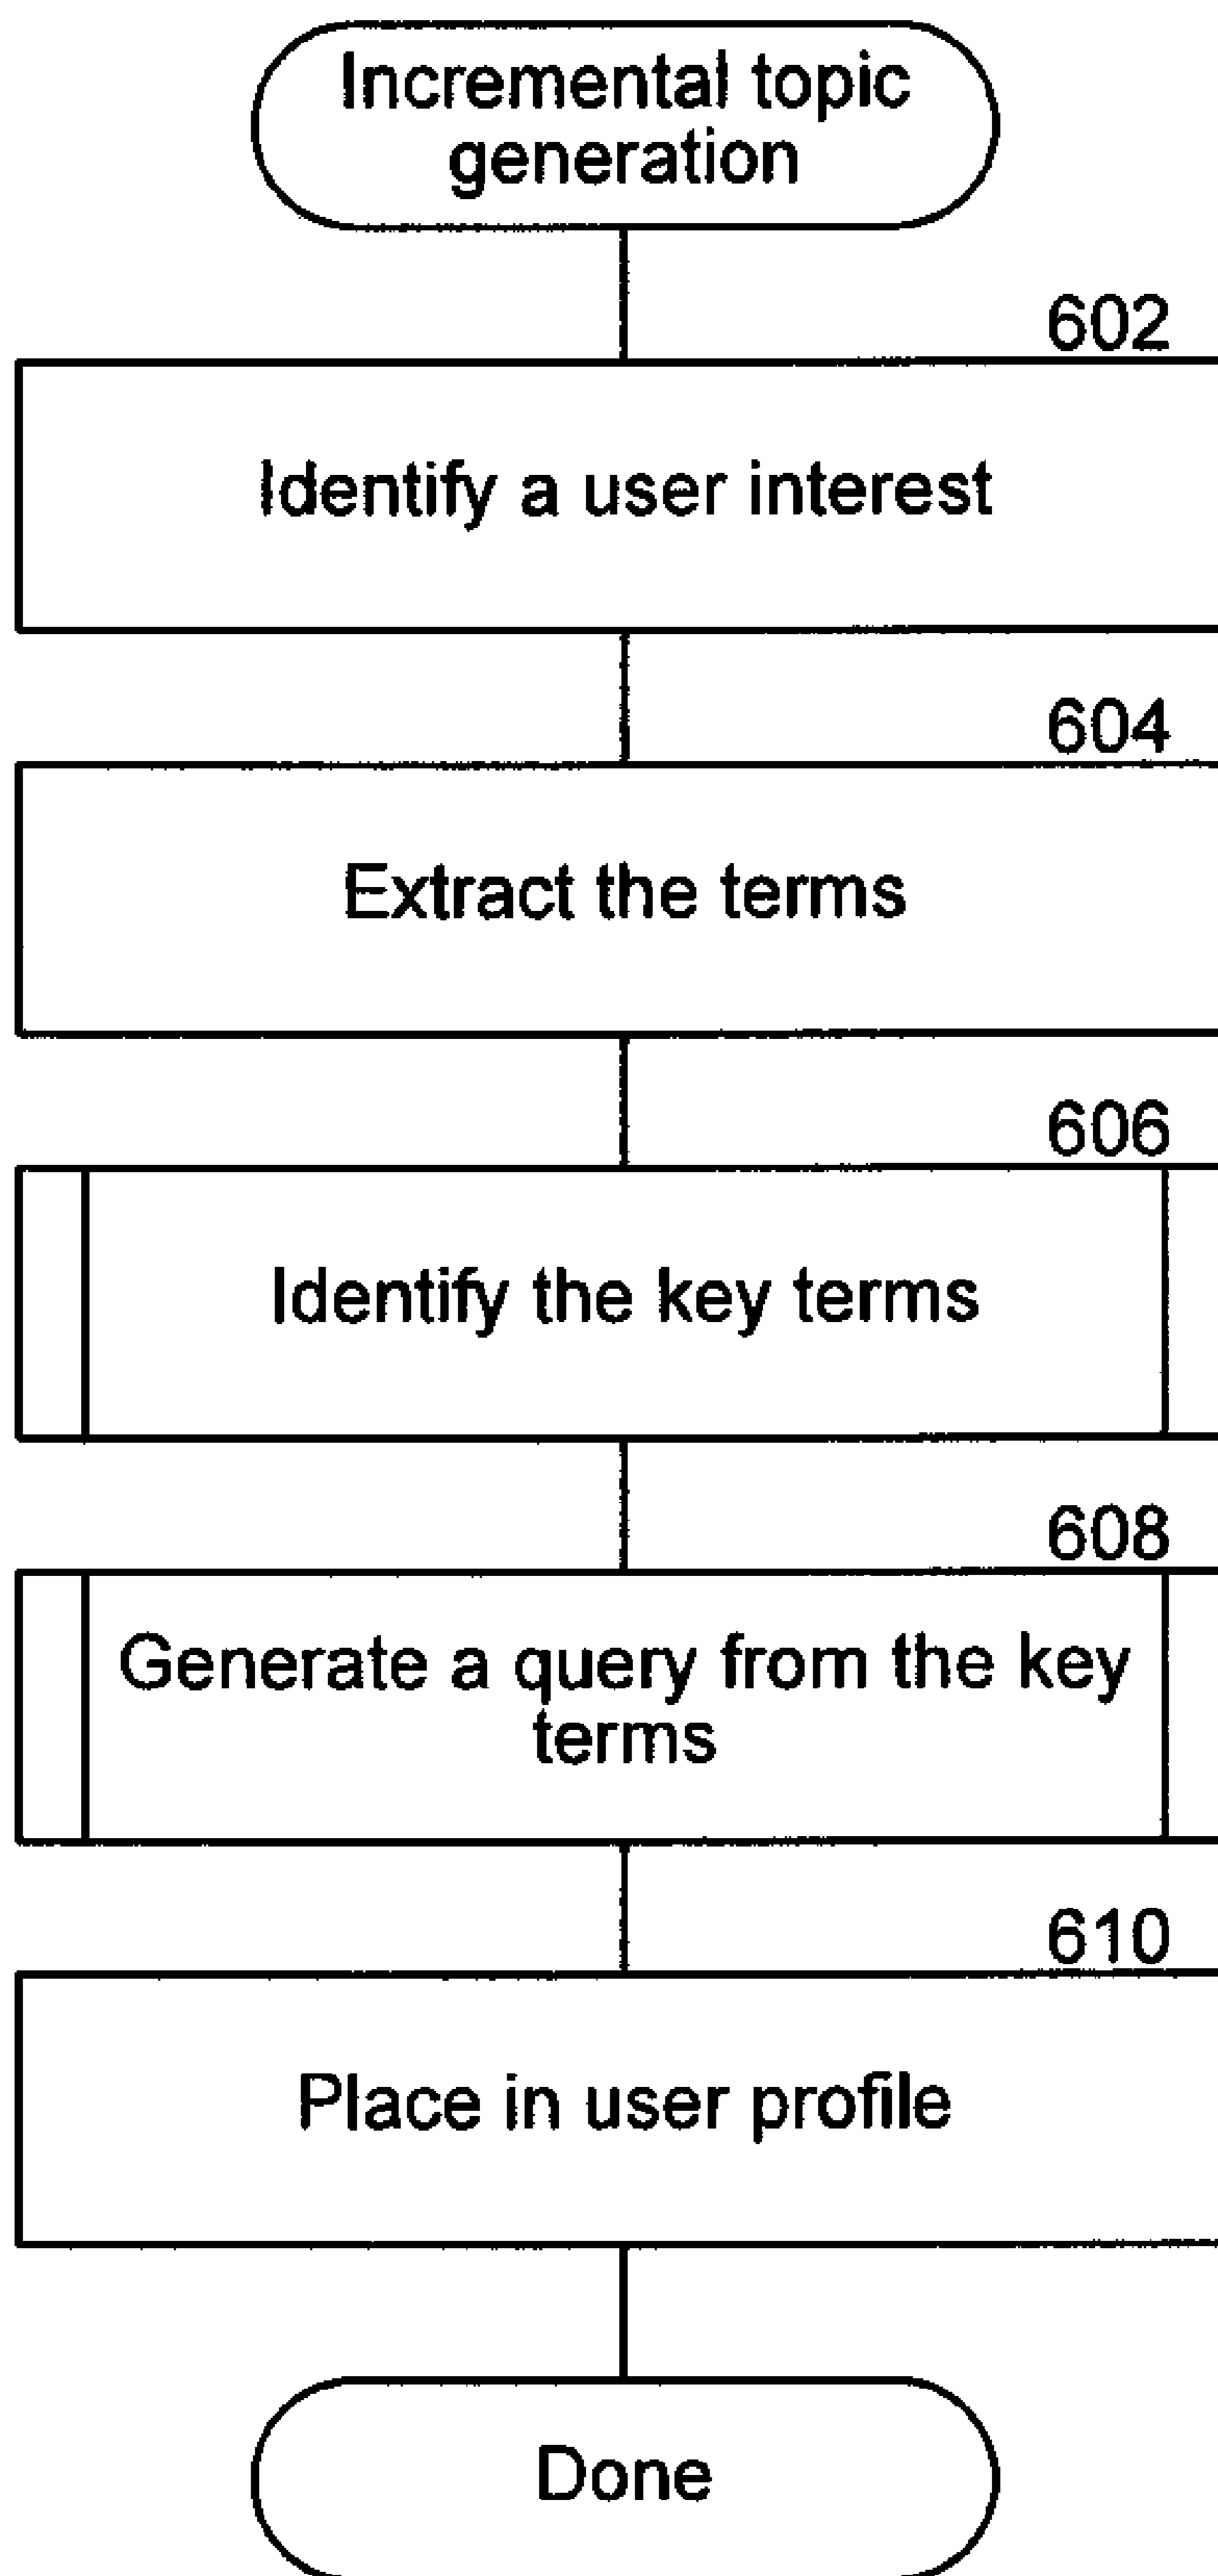 Incremental topic
generation
602
Identify a user interest
604
Extract the terms
606
Identify the key terms
608
Generate a query from the key
terms
610
Place in user profile
Done